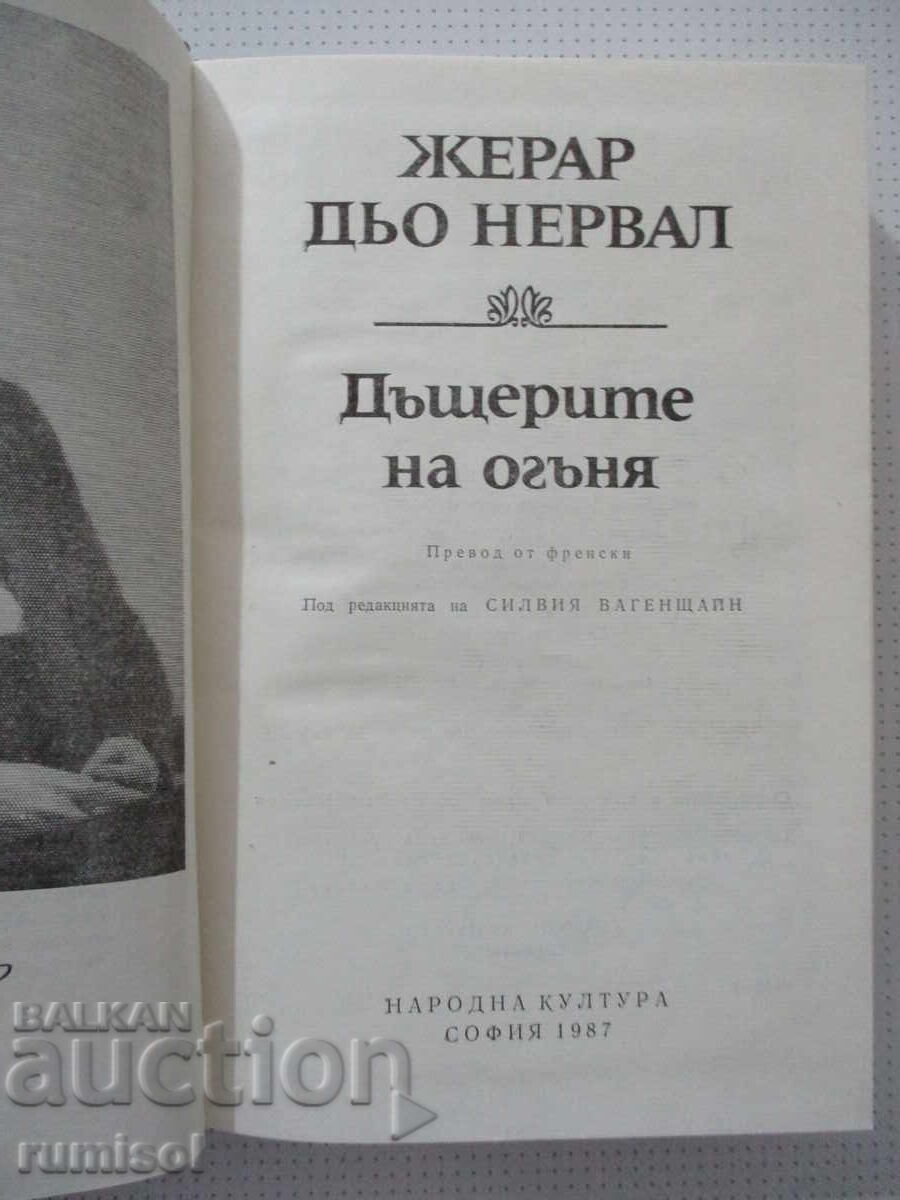 ЖЕРАР
ДЬО НЕРВАЛ
Дъщерите
на огъня
Превод от френски
Под редакцията на СИЛВИЯ ВАГЕНЩАЙН
НАРОДНА КУЛТУРА
СОФИЯ 1987
BALKAN
auction
rumisol